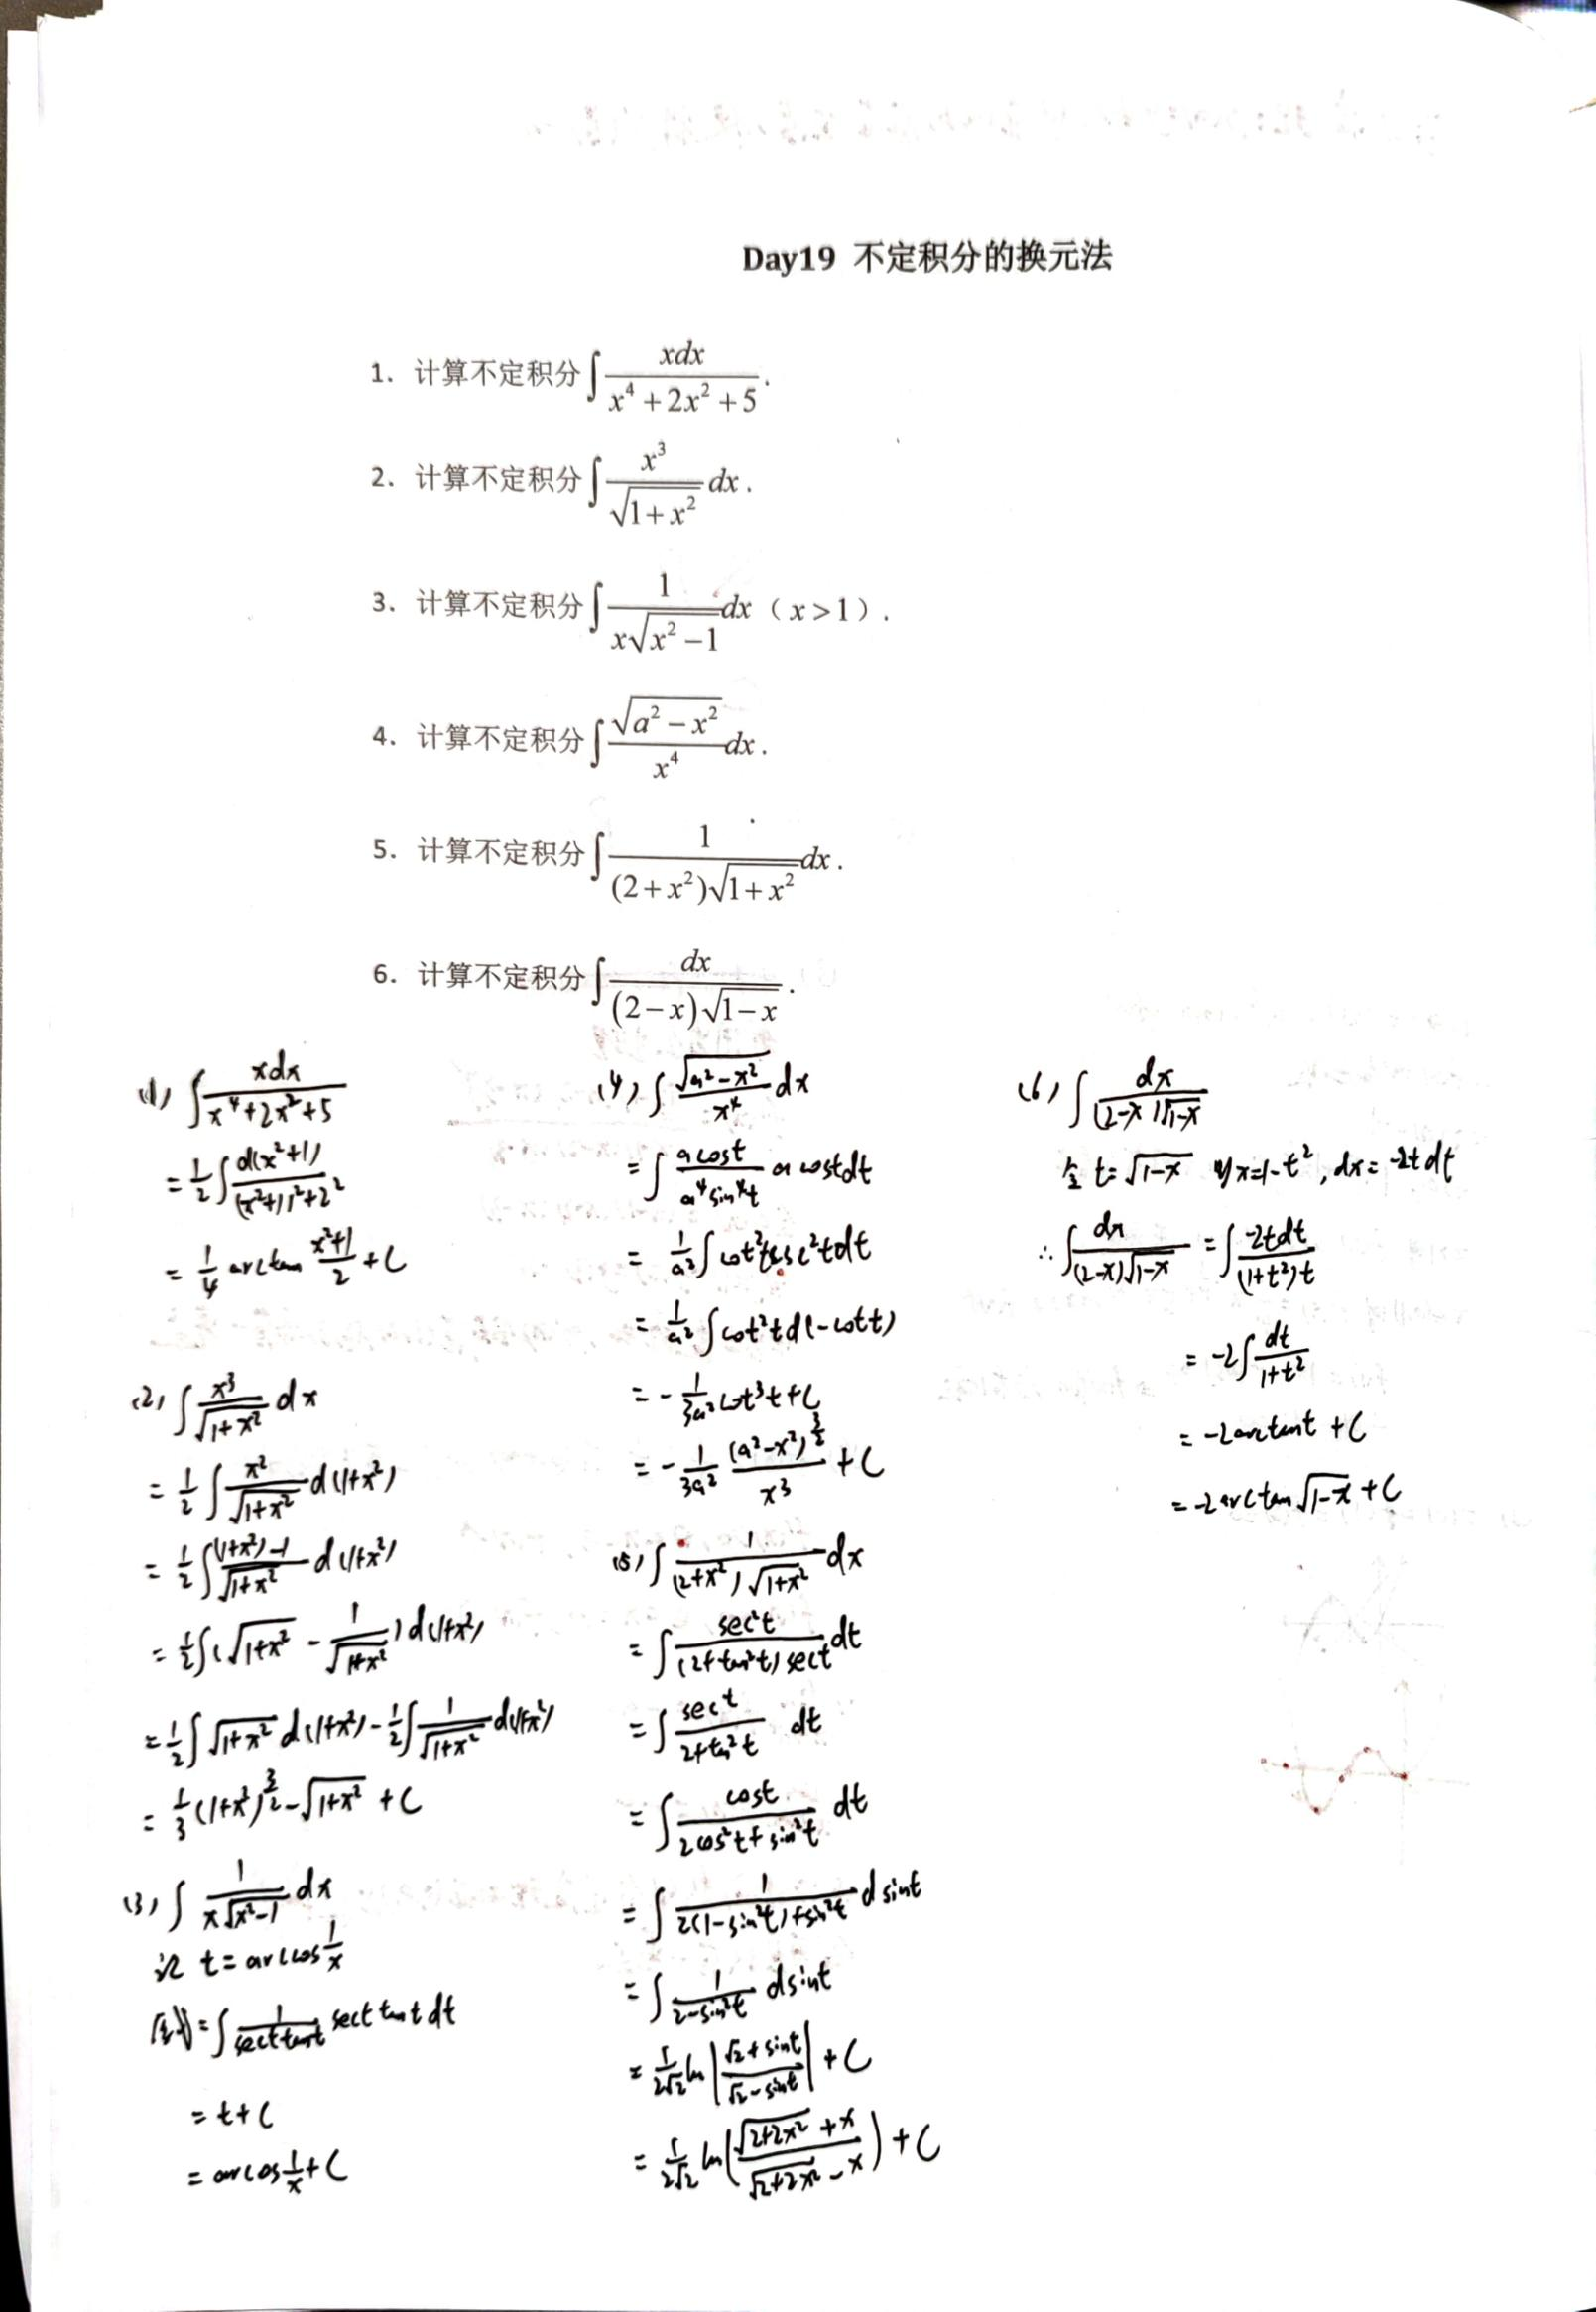 Day19 不定积分的换元法
1. 计算不定积分∫ xdx / (x⁴+2x²+5) .
2. 计算不定积分∫ x³ / √(1+x²) dx .
3. 计算不定积分∫ 1 / (x√(x²−1)) dx（x>1）.
4. 计算不定积分∫ √(a²−x²) / x⁴ dx .
5. 计算不定积分∫ 1 / ((2+x²)√(1+x²)) dx .
6. 计算不定积分∫ dx / ((2−x)√(1−x)) .
(1) ∫ xdx / (x⁴+2x²+5)
= 1/2 ∫ d(x²+1) / ((x²+1)²+2²)
= 1/4 arctan (x²+1)/2 + C
(2) ∫ x³ / √(1+x²) dx
= 1/2 ∫ x² / √(1+x²) d(1+x²)
= 1/2 ∫ ((1+x²)−1) / √(1+x²) d(1+x²)
= 1/2 ∫ (√(1+x²) − 1/√(1+x²)) d(1+x²)
= 1/2 ∫ √(1+x²) d(1+x²) − 1/2 ∫ 1/√(1+x²) d(1+x²)
= 1/3 (1+x²)^(3/2) − √(1+x²) + C
(3) ∫ 1 / (x√(x²−1)) dx
设 t = arccos 1/x
原式 = ∫ 1/(sect tant) sect tant dt
= t+C
= arcos 1/x + C
(4) ∫ √(a²−x²) / x⁴ dx
= ∫ acost / (a⁴sin⁴t) a costdt
= 1/a² ∫ cot²t csc²t dt
= 1/a² ∫ cot²t d(−cott)
= − 1/(3a²) cot³t + C
= − 1/(3a²) (a²−x²)^(3/2) / x³ + C
(5) ∫ 1 / ((2+x²)√(1+x²)) dx
= ∫ sec²t / ((2+tan²t) sect) dt
= ∫ sect / (2+tan²t) dt
= ∫ cost / (2cos²t+sin²t) dt
= ∫ 1 / (2(1−sin²t)+sin²t) d sint
= ∫ 1 / (2−sin²t) dsint
= 1/(2√2) ln |(√2+sint)/(√2−sint)| + C
= 1/(2√2) ln((√(2+2x²)+x)/(√(2+2x²)−x)) + C
(6) ∫ dx / ((2−x)√(1−x))
令 t=√(1−x) 则x=1−t², dx=−2tdt
∴ ∫ dx / ((2−x)√(1−x)) = ∫ −2tdt / ((1+t²)t)
= −2∫ dt / (1+t²)
= −2arctant + C
= −2arctan√(1−x) + C